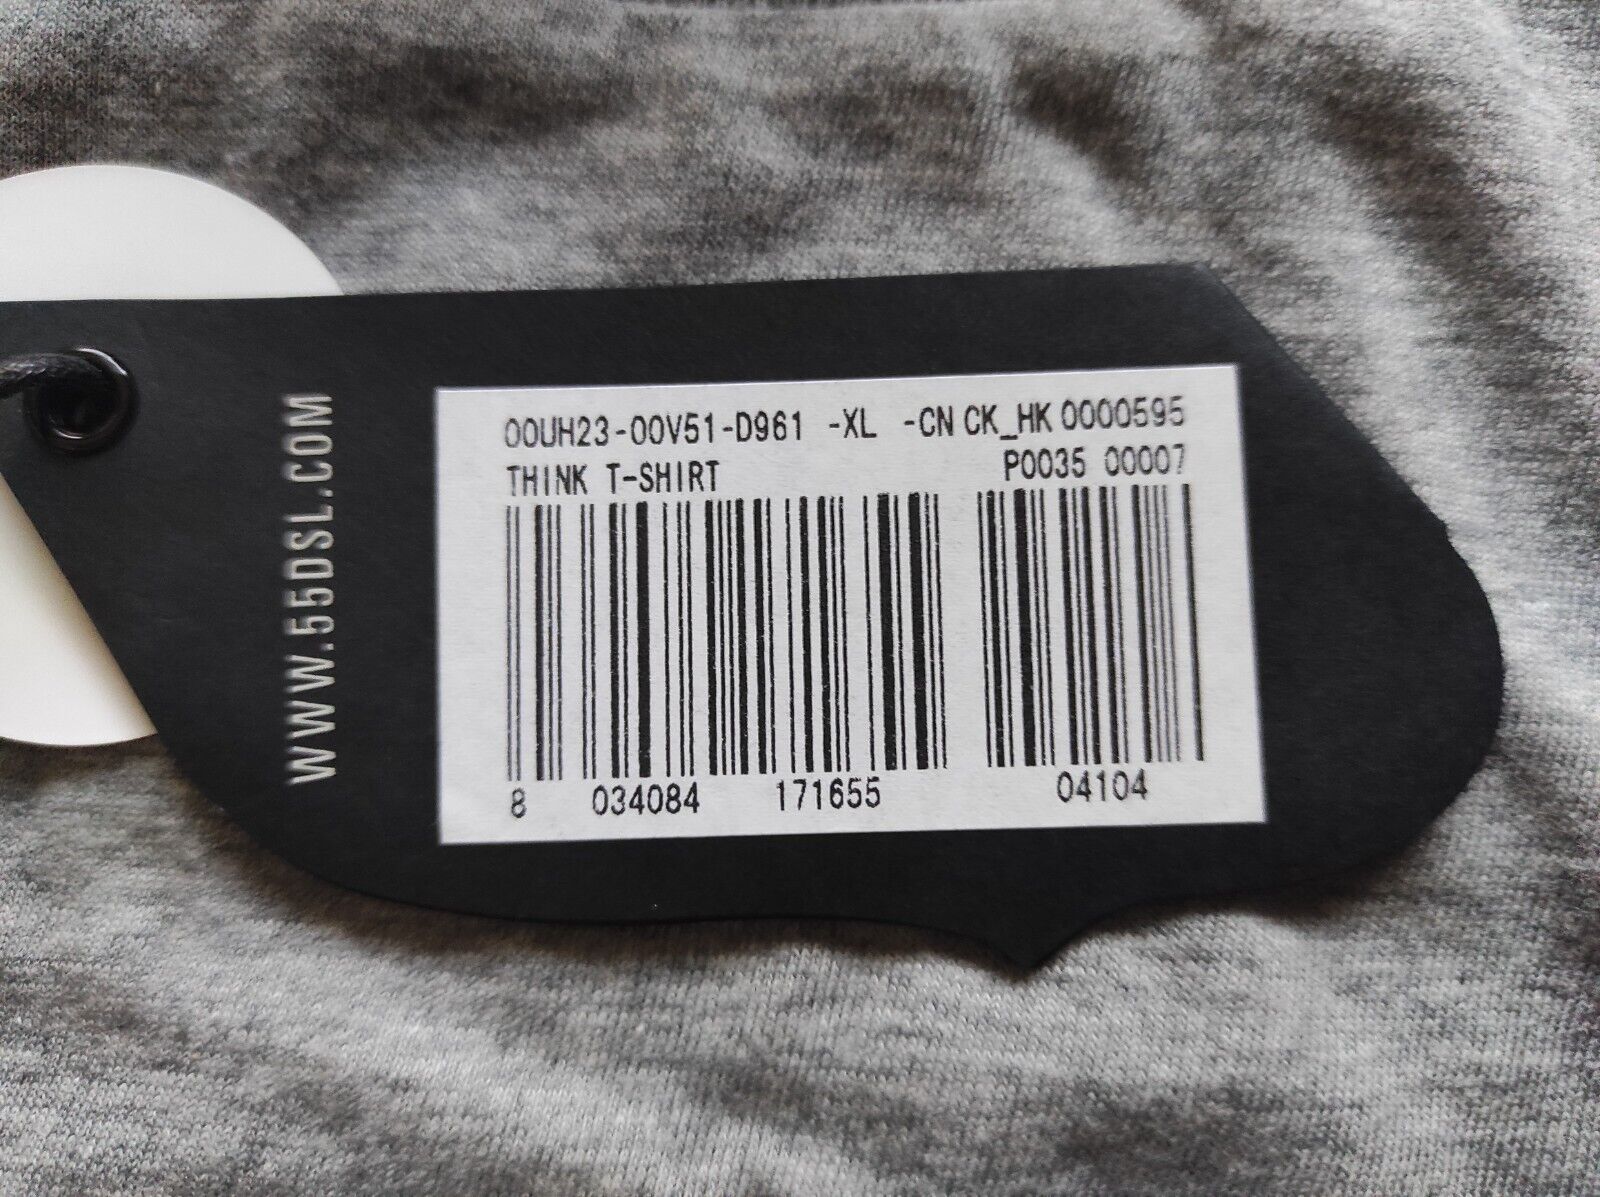 WWW.55DSL.COM
00UH23-00V51-D961 -XL -CN CK_HK 0000595
THINK T-SHIRT P0035 00007
8 034084 171655 04104